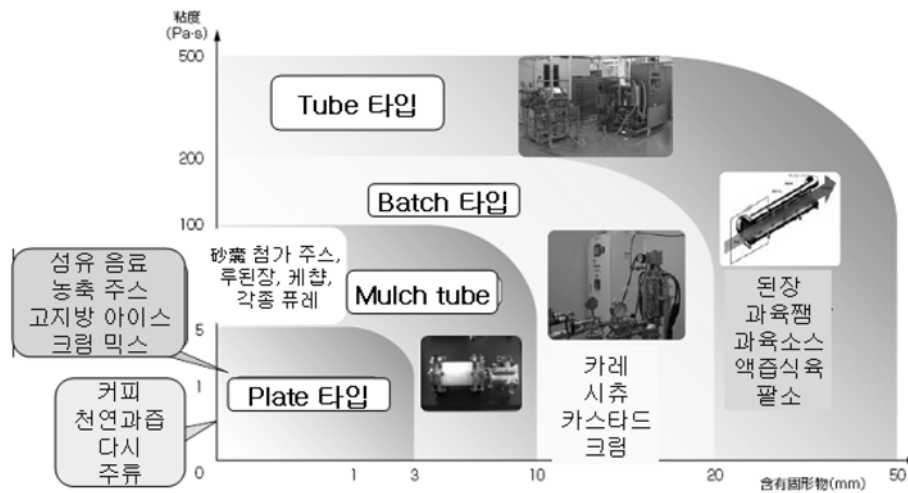 粘度
(Pa·s)
500
200
100
5
1
0
Tube 타입
Batch 타입
砂囊 첨가 주스,
루된장, 케챱,
각종 퓨레
Mulch tube
Plate 타입
섬유 음료
농축 주스
고지방 아이스
크림 믹스
커피
천연과즙
다시
주류
카레
시츄
카스타드
크림
된장
과육쨈
과육소스
액즙식육
팥소
1
3
10
20
50
含有固形物(mm)